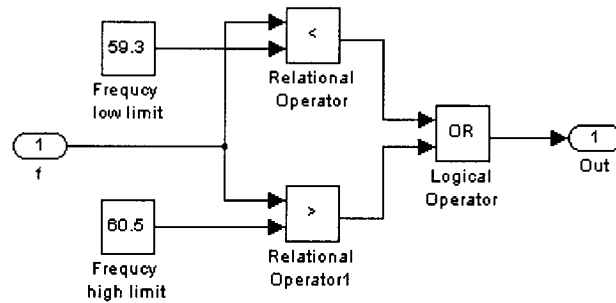 59.3
Frequcy
low limit
<
Relational
Operator
1
f
OR
Logical
Operator
1
Out
60.5
Frequcy
high limit
>
Relational
Operator1